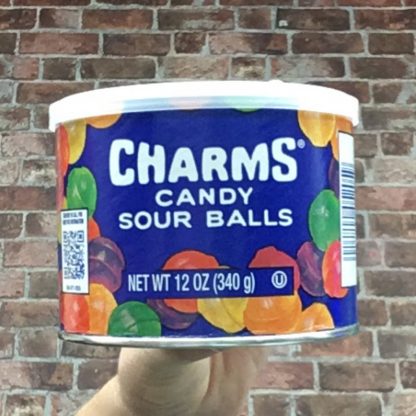 CHARMS®
CANDY
SOUR BALLS
NET WT 12 OZ (340 g) U